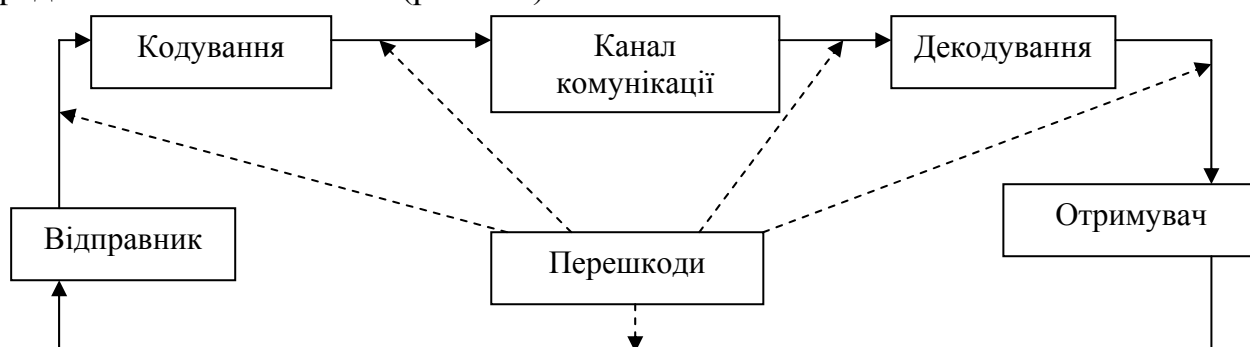 Кодування
Канал
комунікації
Декодування
Відправник
Перешкоди
Отримувач